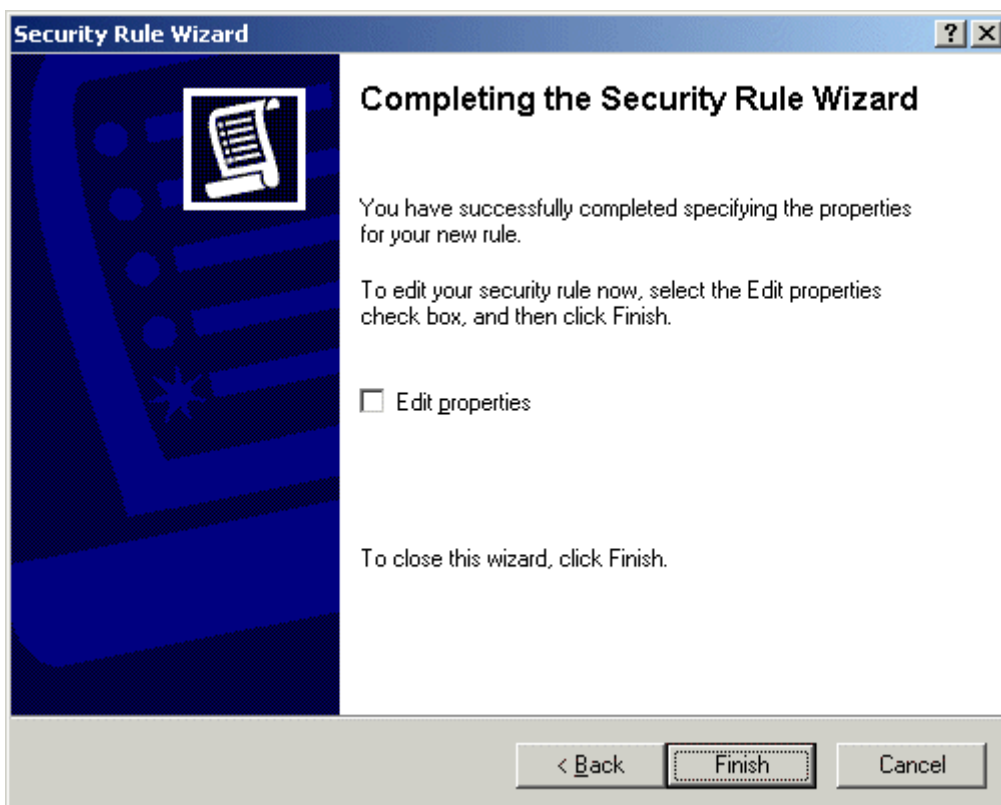 Security Rule Wizard
Completing the Security Rule Wizard
You have successfully completed specifying the properties
for your new rule.
To edit your security rule now, select the Edit properties
check box, and then click Finish.
Edit properties
To close this wizard, click Finish.
< Back
Finish
Cancel